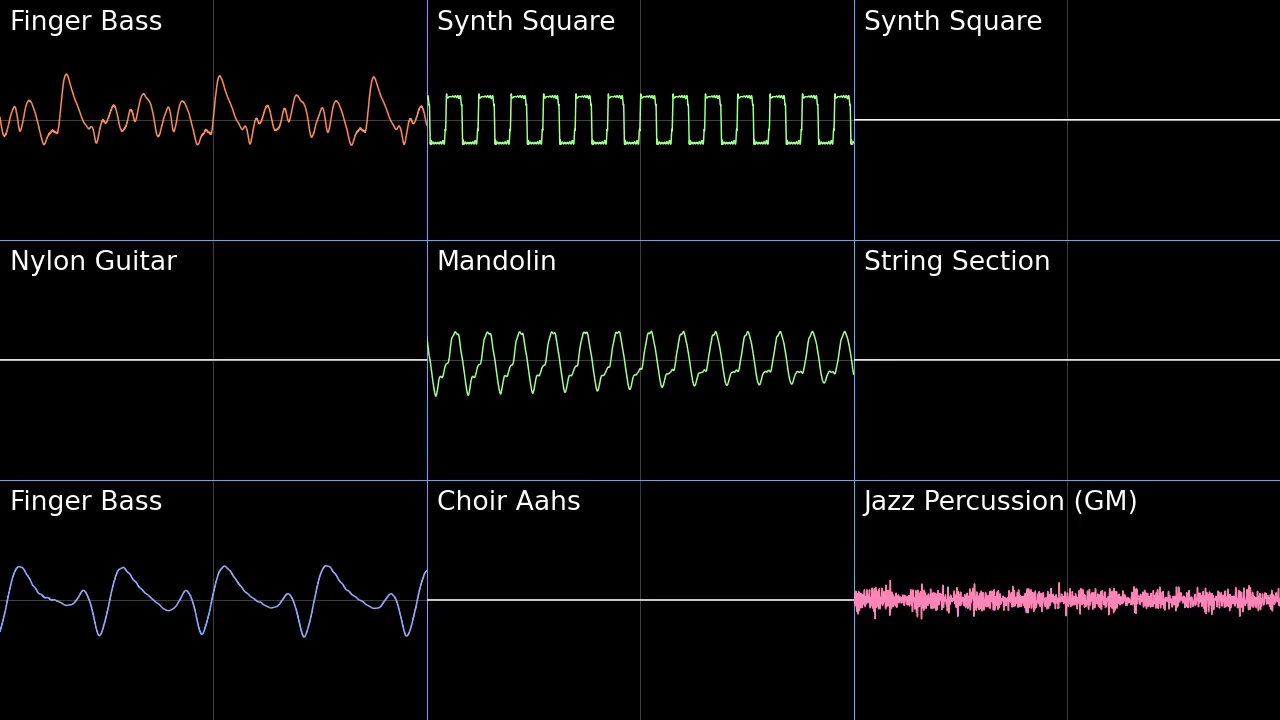 Finger Bass
Synth Square
Synth Square
Nylon Guitar
Mandolin
String Section
Finger Bass
Choir Aahs
Jazz Percussion (GM)